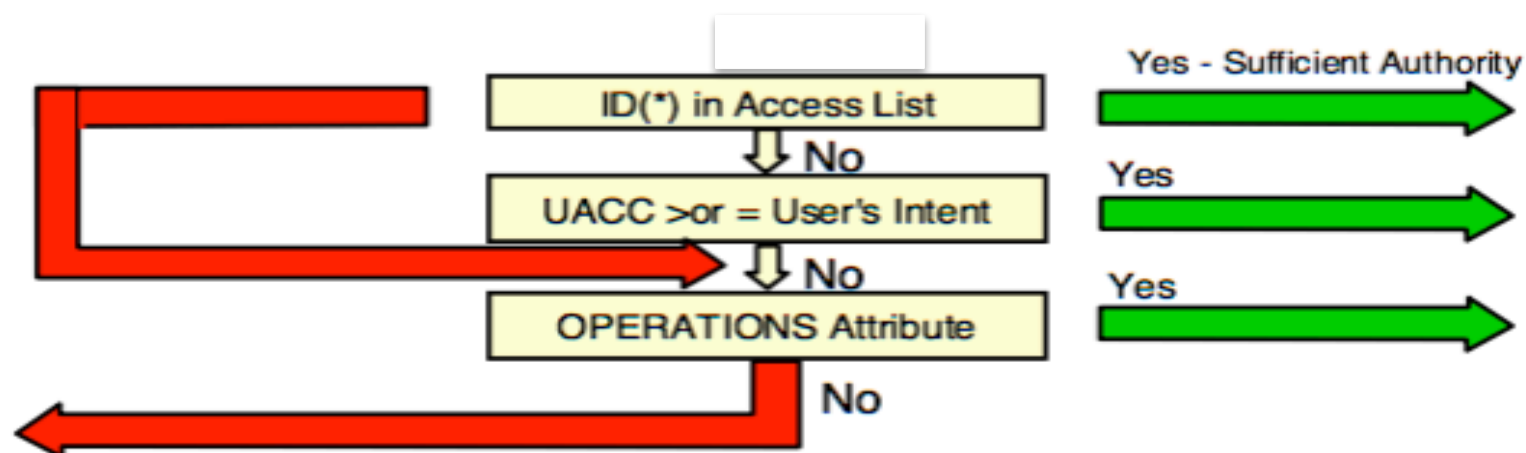 Yes - Sufficient Authority
ID(*) in Access List
No
Yes
UACC >or = User's Intent
No
Yes
OPERATIONS Attribute
No